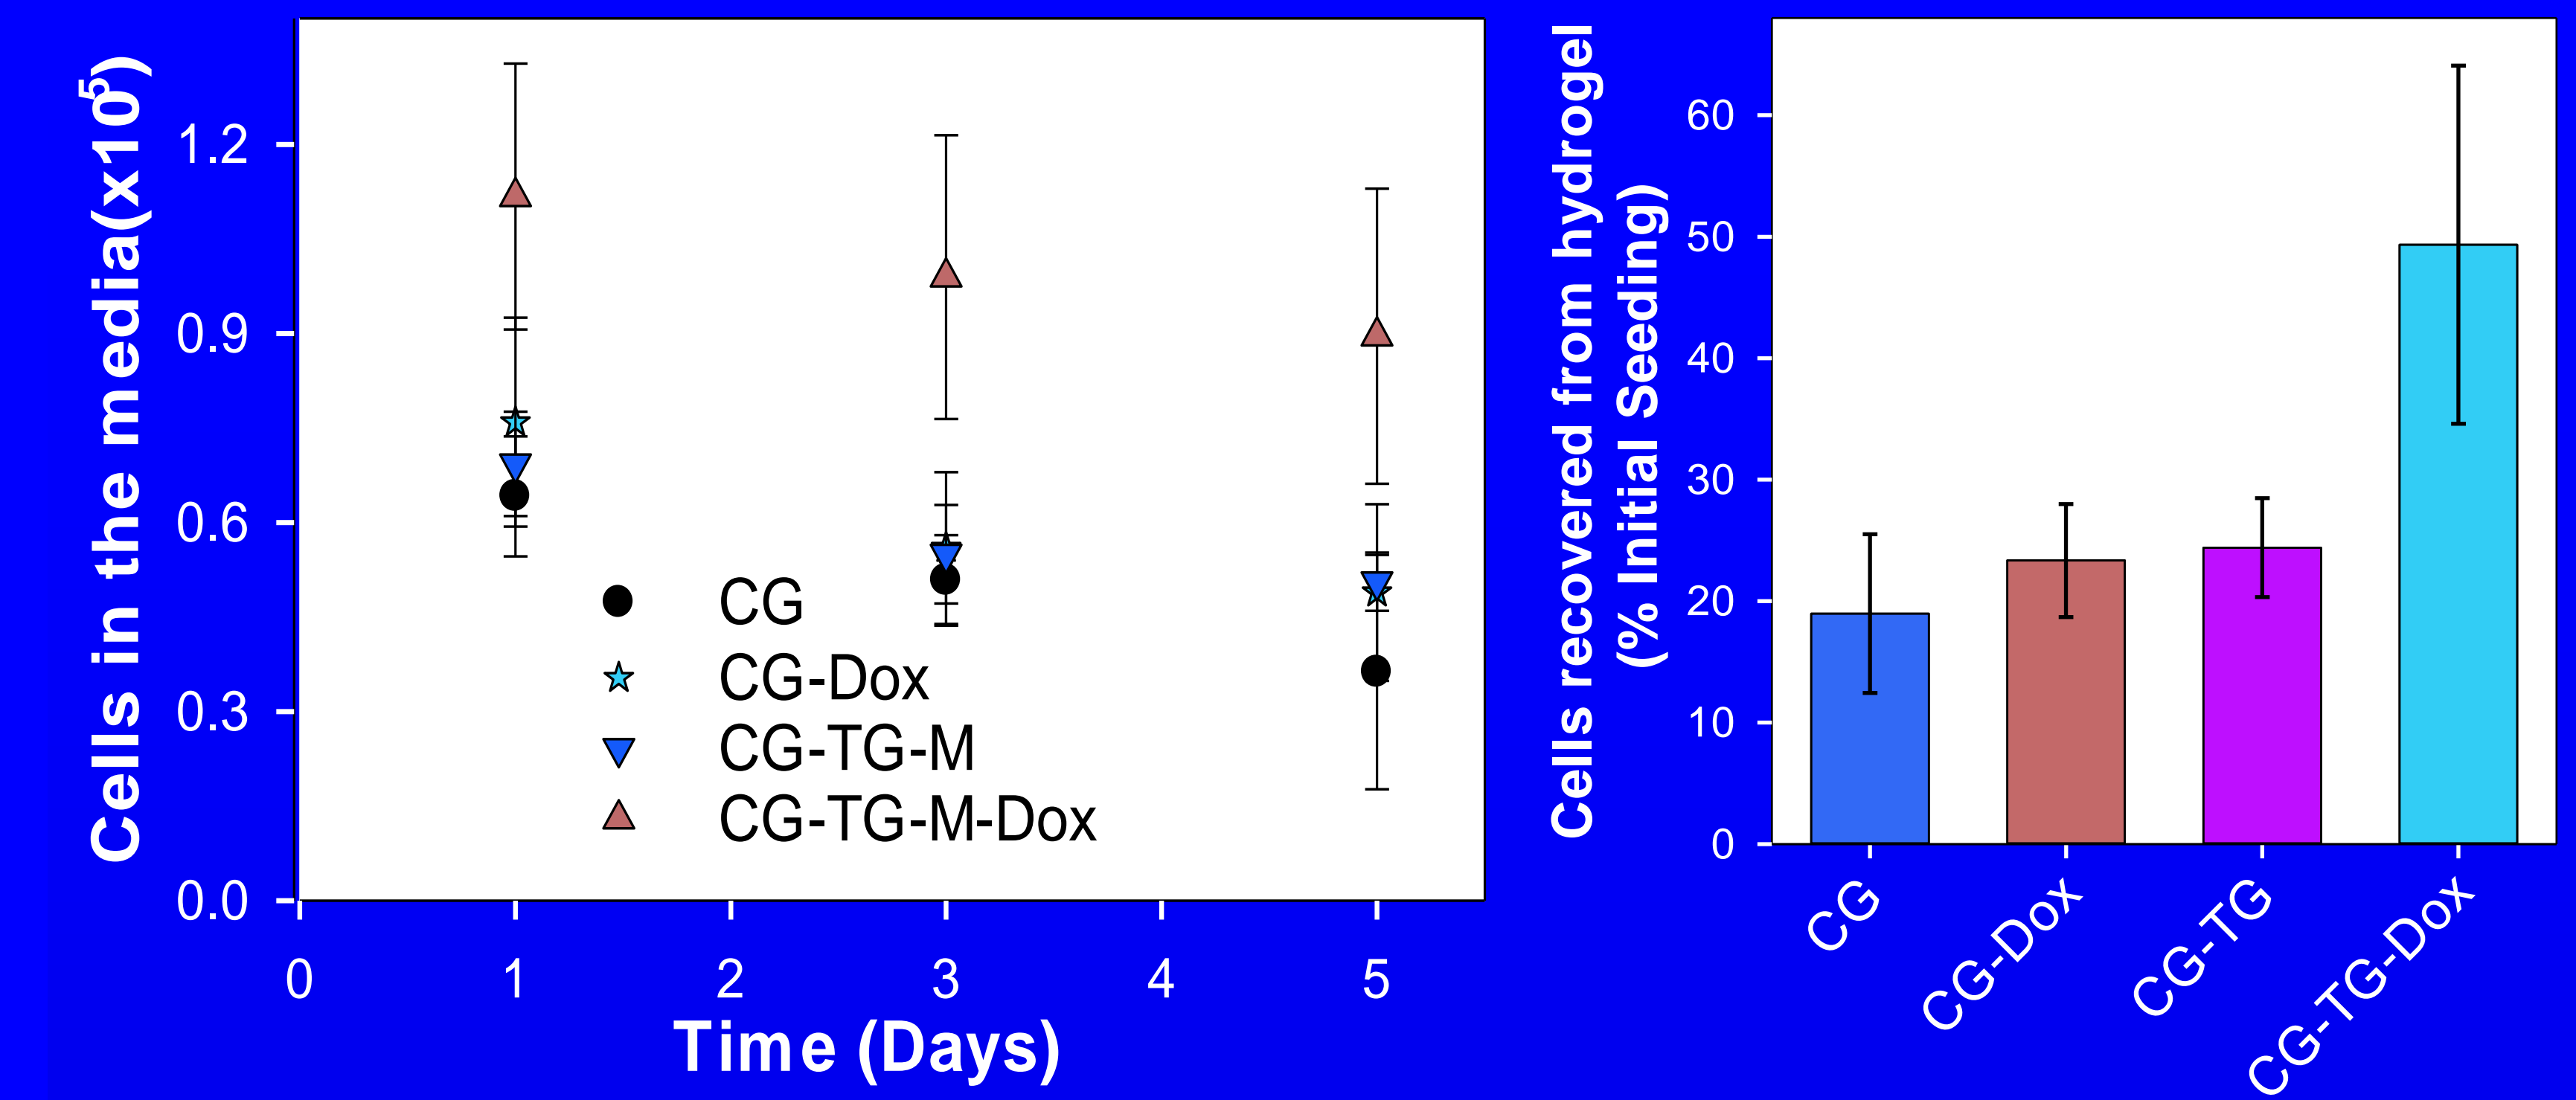 Cells in the media(x10⁵)
1.2
0.9
0.6
0.3
0.0
0 1 2 3 4 5
Time (Days)
CG
CG-Dox
CG-TG-M
CG-TG-M-Dox
Cells recovered from hydrogel
(% Initial Seeding)
60
50
40
30
20
10
0
CG
CG-Dox
CG-TG
CG-TG-Dox